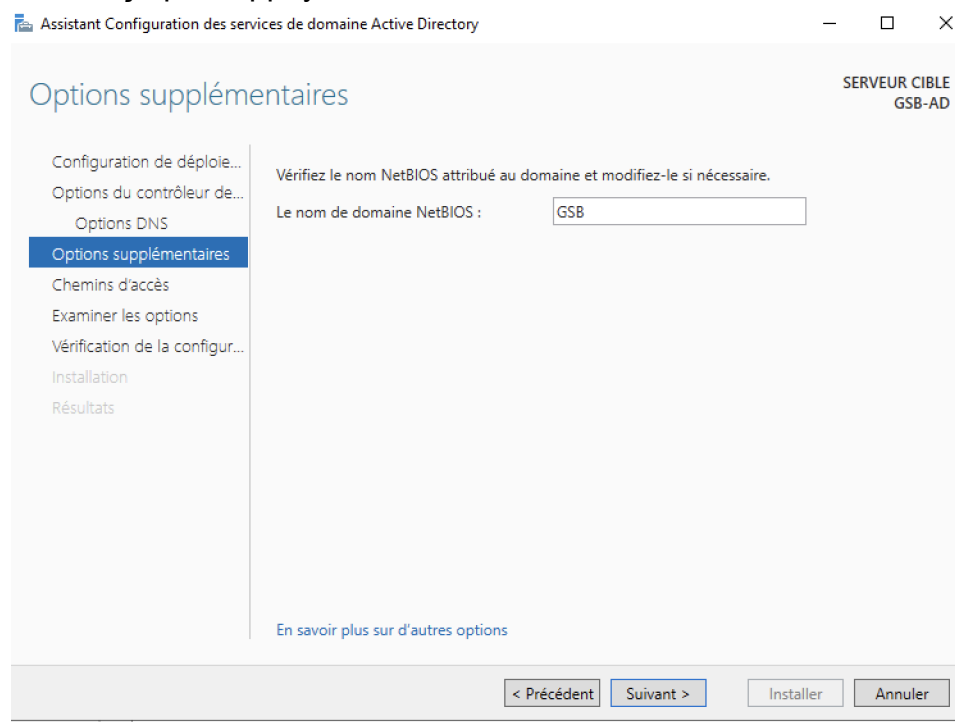 Assistant Configuration des services de domaine Active Directory
Options supplémentaires
SERVEUR CIBLE
GSB-AD
Configuration de déploie...
Options du contrôleur de...
Options DNS
Options supplémentaires
Chemins d'accès
Examiner les options
Vérification de la configur...
Installation
Résultats
Vérifiez le nom NetBIOS attribué au domaine et modifiez-le si nécessaire.
Le nom de domaine NetBIOS : GSB
En savoir plus sur d'autres options
< Précédent Suivant > Installer Annuler